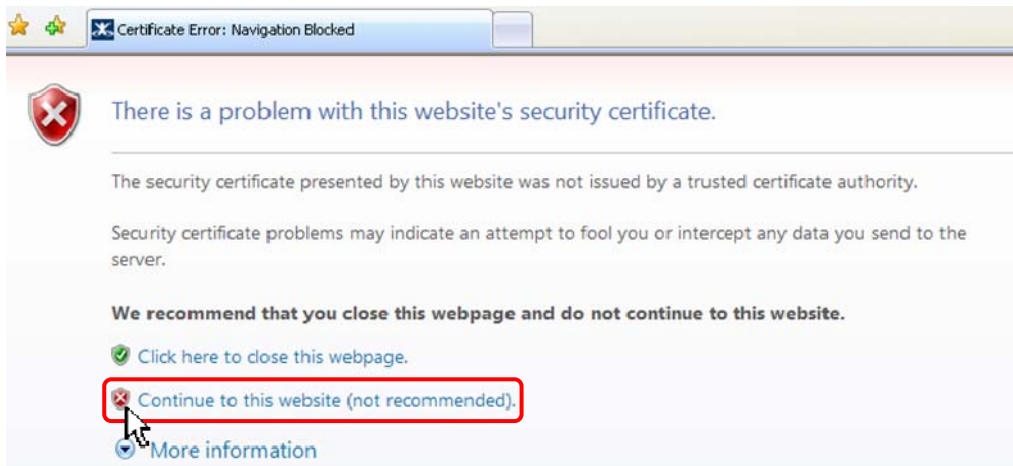 Certificate Error: Navigation Blocked
There is a problem with this website's security certificate.
The security certificate presented by this website was not issued by a trusted certificate authority.
Security certificate problems may indicate an attempt to fool you or intercept any data you send to the
server.
We recommend that you close this webpage and do not continue to this website.
Click here to close this webpage.
Continue to this website (not recommended).
More information